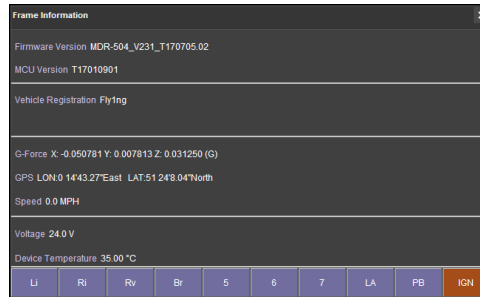 Frame Information
Firmware Version MDR-504_V231_T170705.02
MCU Version T17010901
Vehicle Registration Fly1ng
G-Force X: -0.050781 Y: 0.007813 Z: 0.031250 (G)
GPS LON:0 14'43.27"East LAT:51 24'8.04"North
Speed 0.0 MPH
Voltage 24.0 V
Device Temperature 35.00 °C
Li Ri Rv Br 5 6 7 LA PB IGN